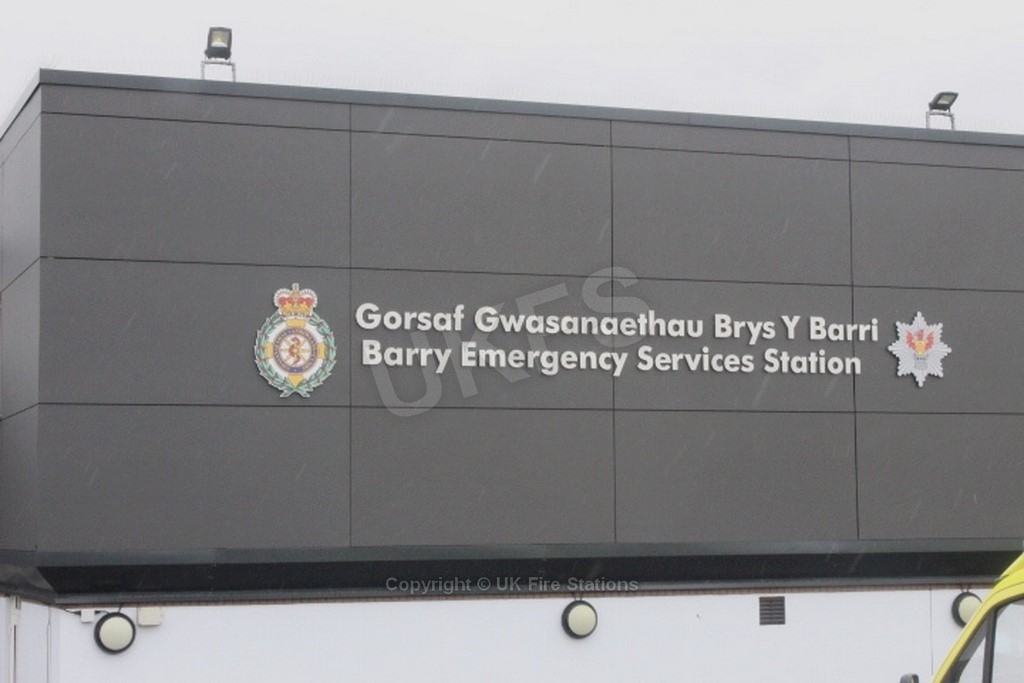 Gorsaf Gwasanaethau Brys Y Barri
Barry Emergency Services Station
UKFS
Copyright © UK Fire Stations